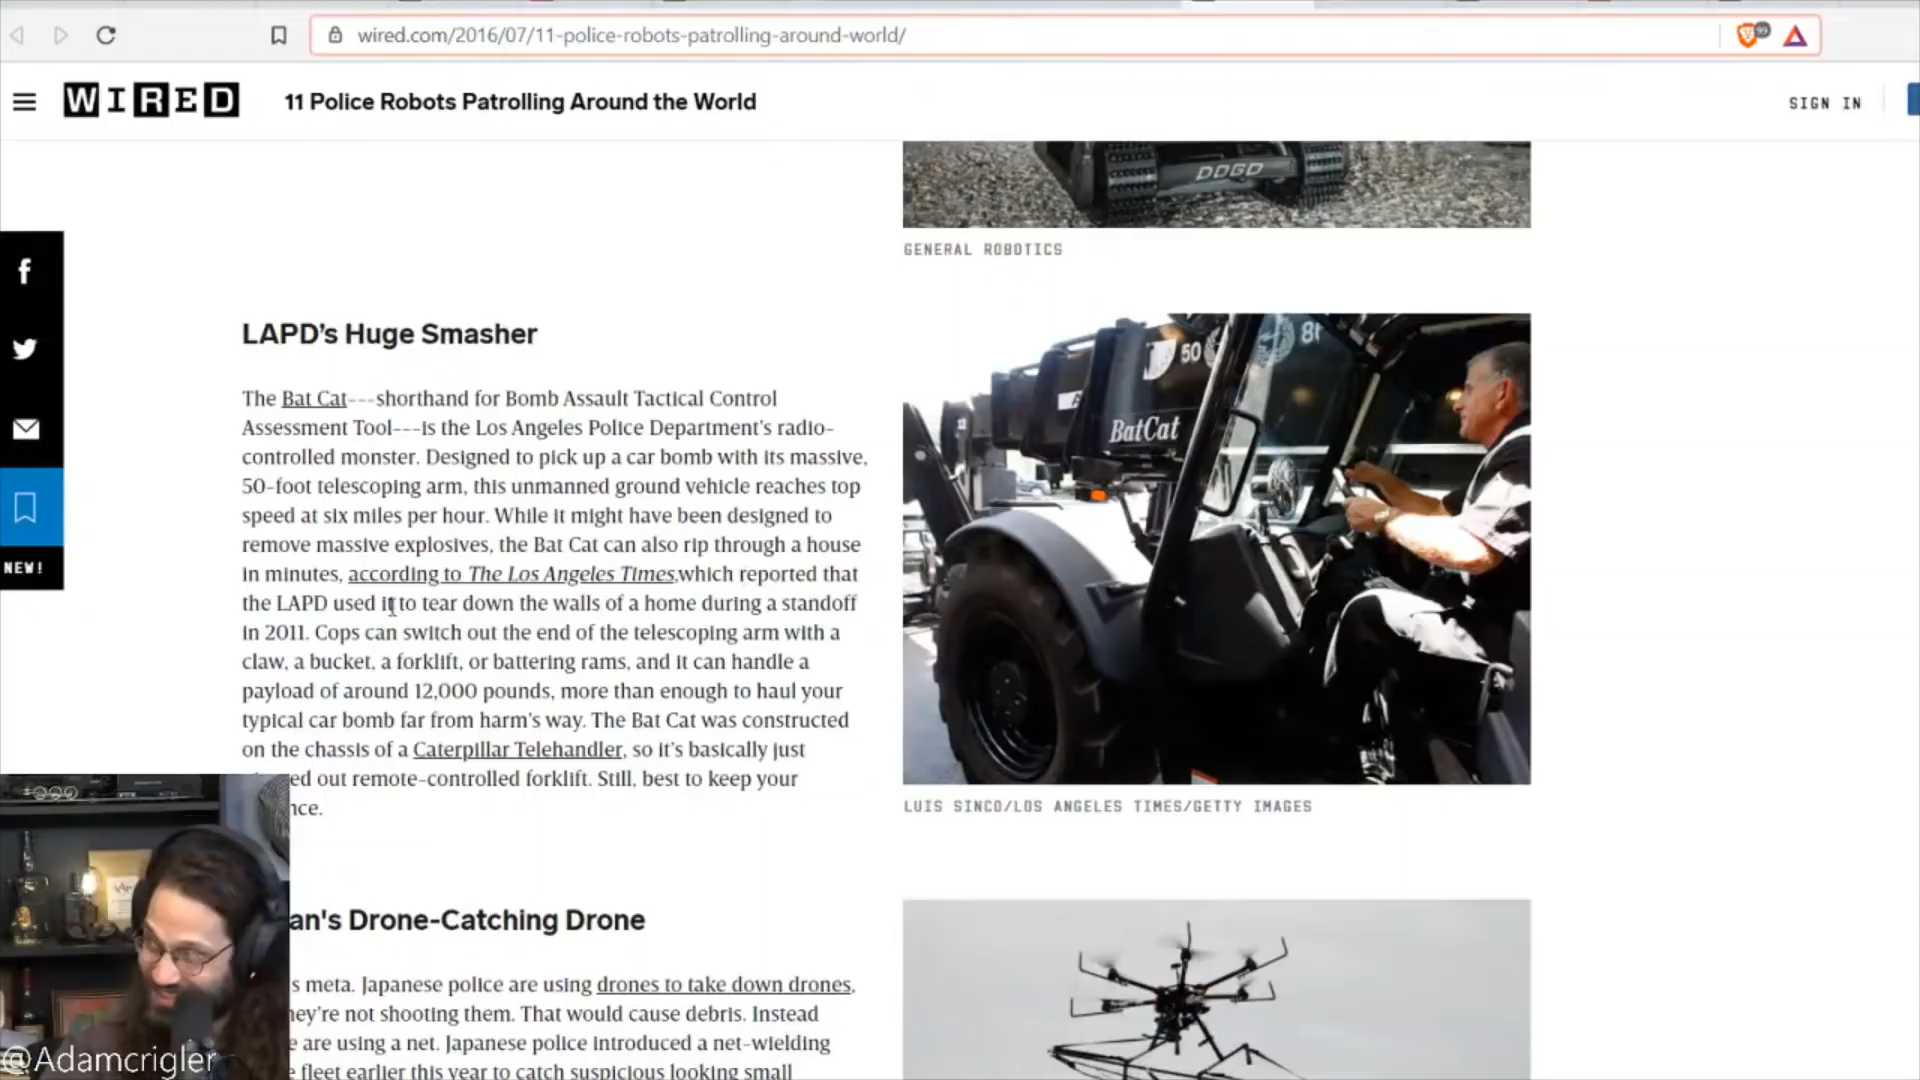 wired.com/2016/07/11-police-robots-patrolling-around-world/
99
WIRED
11 Police Robots Patrolling Around the World
SIGN IN
DOGO
GENERAL ROBOTICS
NEW!
LAPD's Huge Smasher
The Bat Cat---shorthand for Bomb Assault Tactical Control
Assessment Tool---is the Los Angeles Police Department's radio-
controlled monster. Designed to pick up a car bomb with its massive,
50-foot telescoping arm, this unmanned ground vehicle reaches top
speed at six miles per hour. While it might have been designed to
remove massive explosives, the Bat Cat can also rip through a house
in minutes, according to The Los Angeles Times,which reported that
the LAPD used it to tear down the walls of a home during a standoff
in 2011. Cops can switch out the end of the telescoping arm with a
claw, a bucket, a forklift, or battering rams, and it can handle a
payload of around 12,000 pounds, more than enough to haul your
typical car bomb far from harm's way. The Bat Cat was constructed
on the chassis of a Caterpillar Telehandler, so it's basically just
ed out remote-controlled forklift. Still, best to keep your
nce.
50
BatCat
LUIS SINCO/LOS ANGELES TIMES/GETTY IMAGES
an's Drone-Catching Drone
s meta. Japanese police are using drones to take down drones,
hey're not shooting them. That would cause debris. Instead
e are using a net. Japanese police introduced a net-wielding
e fleet earlier this year to catch suspicious looking small
@Adamcrigler